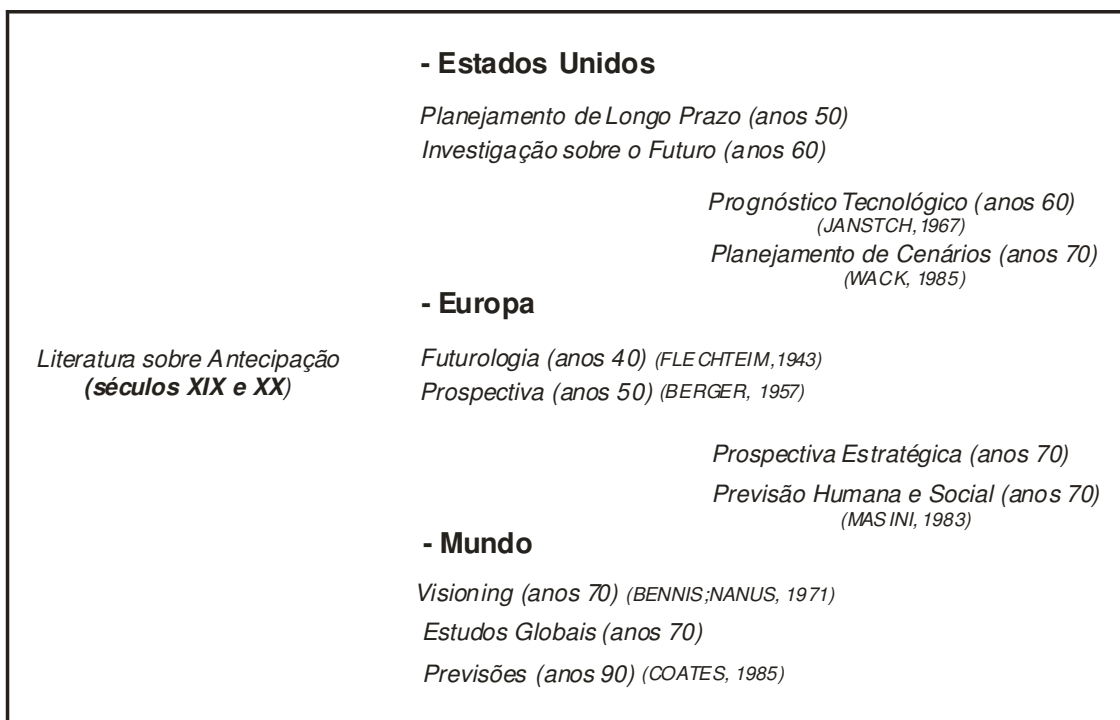 - Estados Unidos
Planejamento de Longo Prazo (anos 50)
Investigação sobre o Futuro (anos 60)
Prognóstico Tecnológico (anos 60)
(JANSTCH, 1967)
Planejamento de Cenários (anos 70)
(WACK, 1985)
- Europa
Literatura sobre Antecipação
(séculos XIX e XX)
Futurologia (anos 40) (FLECHTEIM, 1943)
Prospectiva (anos 50) (BERGER, 1957)
Prospectiva Estratégica (anos 70)
Previsão Humana e Social (anos 70)
(MASINI, 1983)
- Mundo
Visioning (anos 70) (BENNIS;NANUS, 1971)
Estudos Globais (anos 70)
Previsões (anos 90) (COATES, 1985)